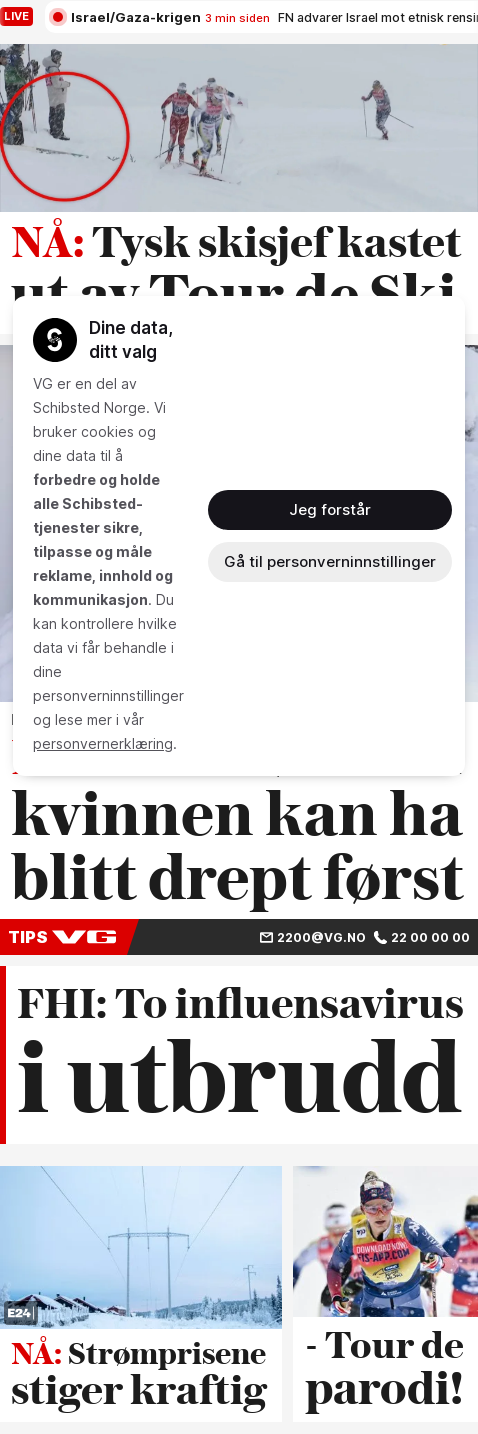 LIVE Israel/Gaza-krigen 3 min siden FN advarer Israel mot etnisk
NÅ: Tysk skisjef kastet
ut av Tour de Ski
Dine data,
ditt valg
VG er en del av
Schibsted Norge. Vi
bruker cookies og
dine data til å
forbedre og holde
alle Schibsted-
tjenester sikre,
tilpasse og måle
reklame, innhold og
kommunikasjon. Du
kan kontrollere hvilke
data vi får behandle i
dine
personverninnstillinger
og lese mer i vår
personvernerklæring.
Jeg forstår
Gå til personverninnstillinger
kvinnen kan ha
blitt drept først
TIPS VG 2200@VG.NO 22 00 00 00
FHI: To influensavirus
i utbrudd
E24
NÅ: Strømprisene
stiger kraftig
DOWNLOAD NOW
FIS-APP.COM
- Tour de
parodi!